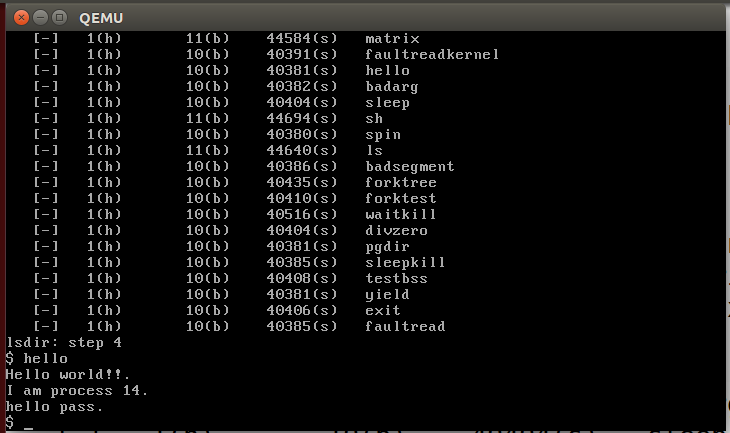 QEMU
[-] 1(h) 11(b) 44584(s) matrix
[-] 1(h) 10(b) 40391(s) faultreadkernel
[-] 1(h) 10(b) 40381(s) hello
[-] 1(h) 10(b) 40382(s) badarg
[-] 1(h) 10(b) 40404(s) sleep
[-] 1(h) 11(b) 44694(s) sh
[-] 1(h) 10(b) 40380(s) spin
[-] 1(h) 11(b) 44640(s) ls
[-] 1(h) 10(b) 40386(s) badsegment
[-] 1(h) 10(b) 40435(s) forktree
[-] 1(h) 10(b) 40410(s) forktest
[-] 1(h) 10(b) 40516(s) waitkill
[-] 1(h) 10(b) 40404(s) divzero
[-] 1(h) 10(b) 40381(s) pgdir
[-] 1(h) 10(b) 40385(s) sleepkill
[-] 1(h) 10(b) 40408(s) testbss
[-] 1(h) 10(b) 40381(s) yield
[-] 1(h) 10(b) 40406(s) exit
[-] 1(h) 10(b) 40385(s) faultread
lsdir: step 4
$ hello
Hello world!!.
I am process 14.
hello pass.
$ _